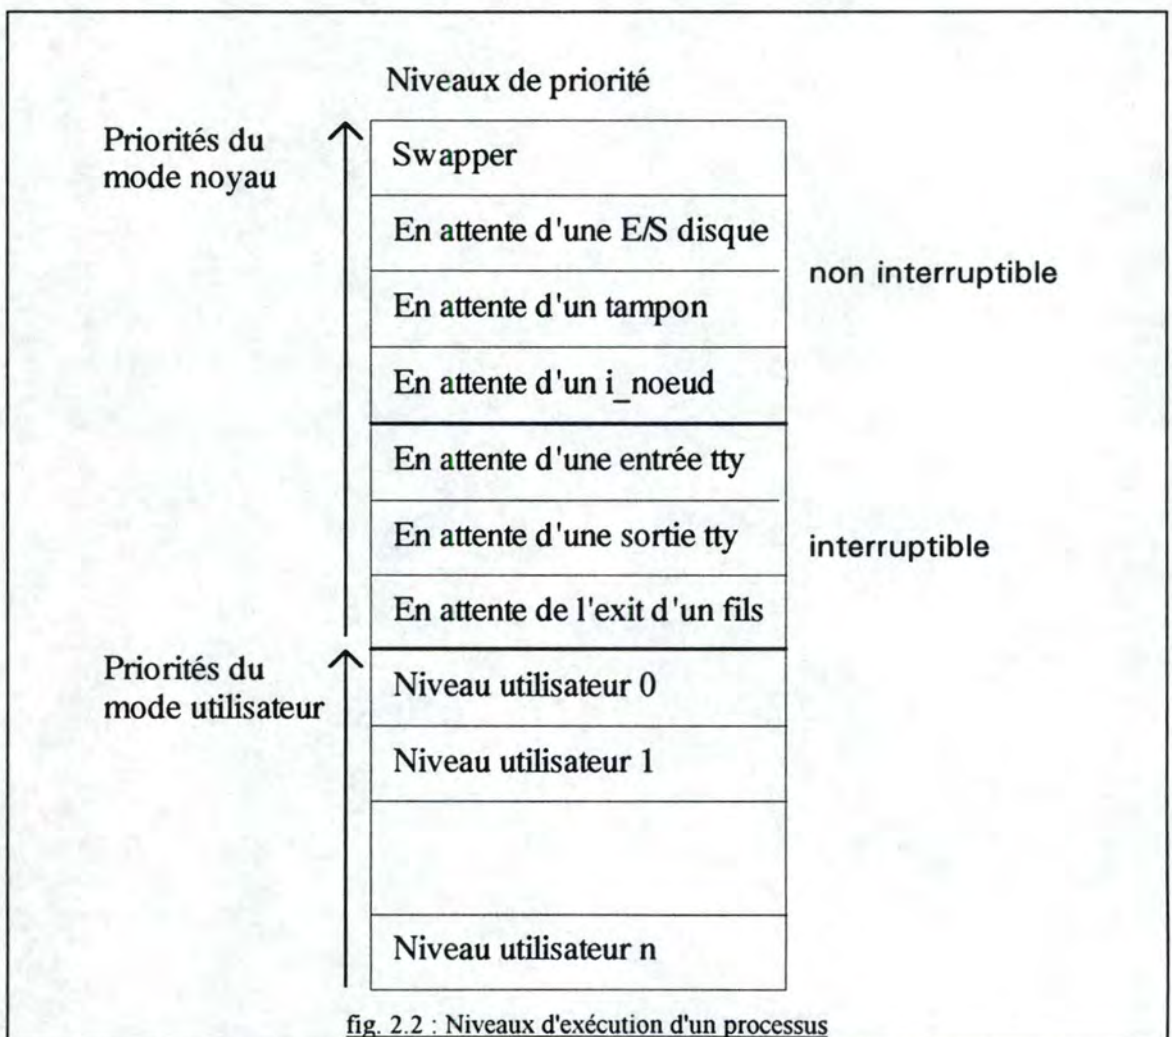 Niveaux de priorité
Priorités du
mode noyau
Swapper
En attente d'une E/S disque
non interruptible
En attente d'un tampon
En attente d'un i_noeud
En attente d'une entrée tty
En attente d'une sortie tty
interruptible
En attente de l'exit d'un fils
Priorités du
mode utilisateur
Niveau utilisateur 0
Niveau utilisateur 1
Niveau utilisateur n
fig. 2.2 : Niveaux d'exécution d'un processus